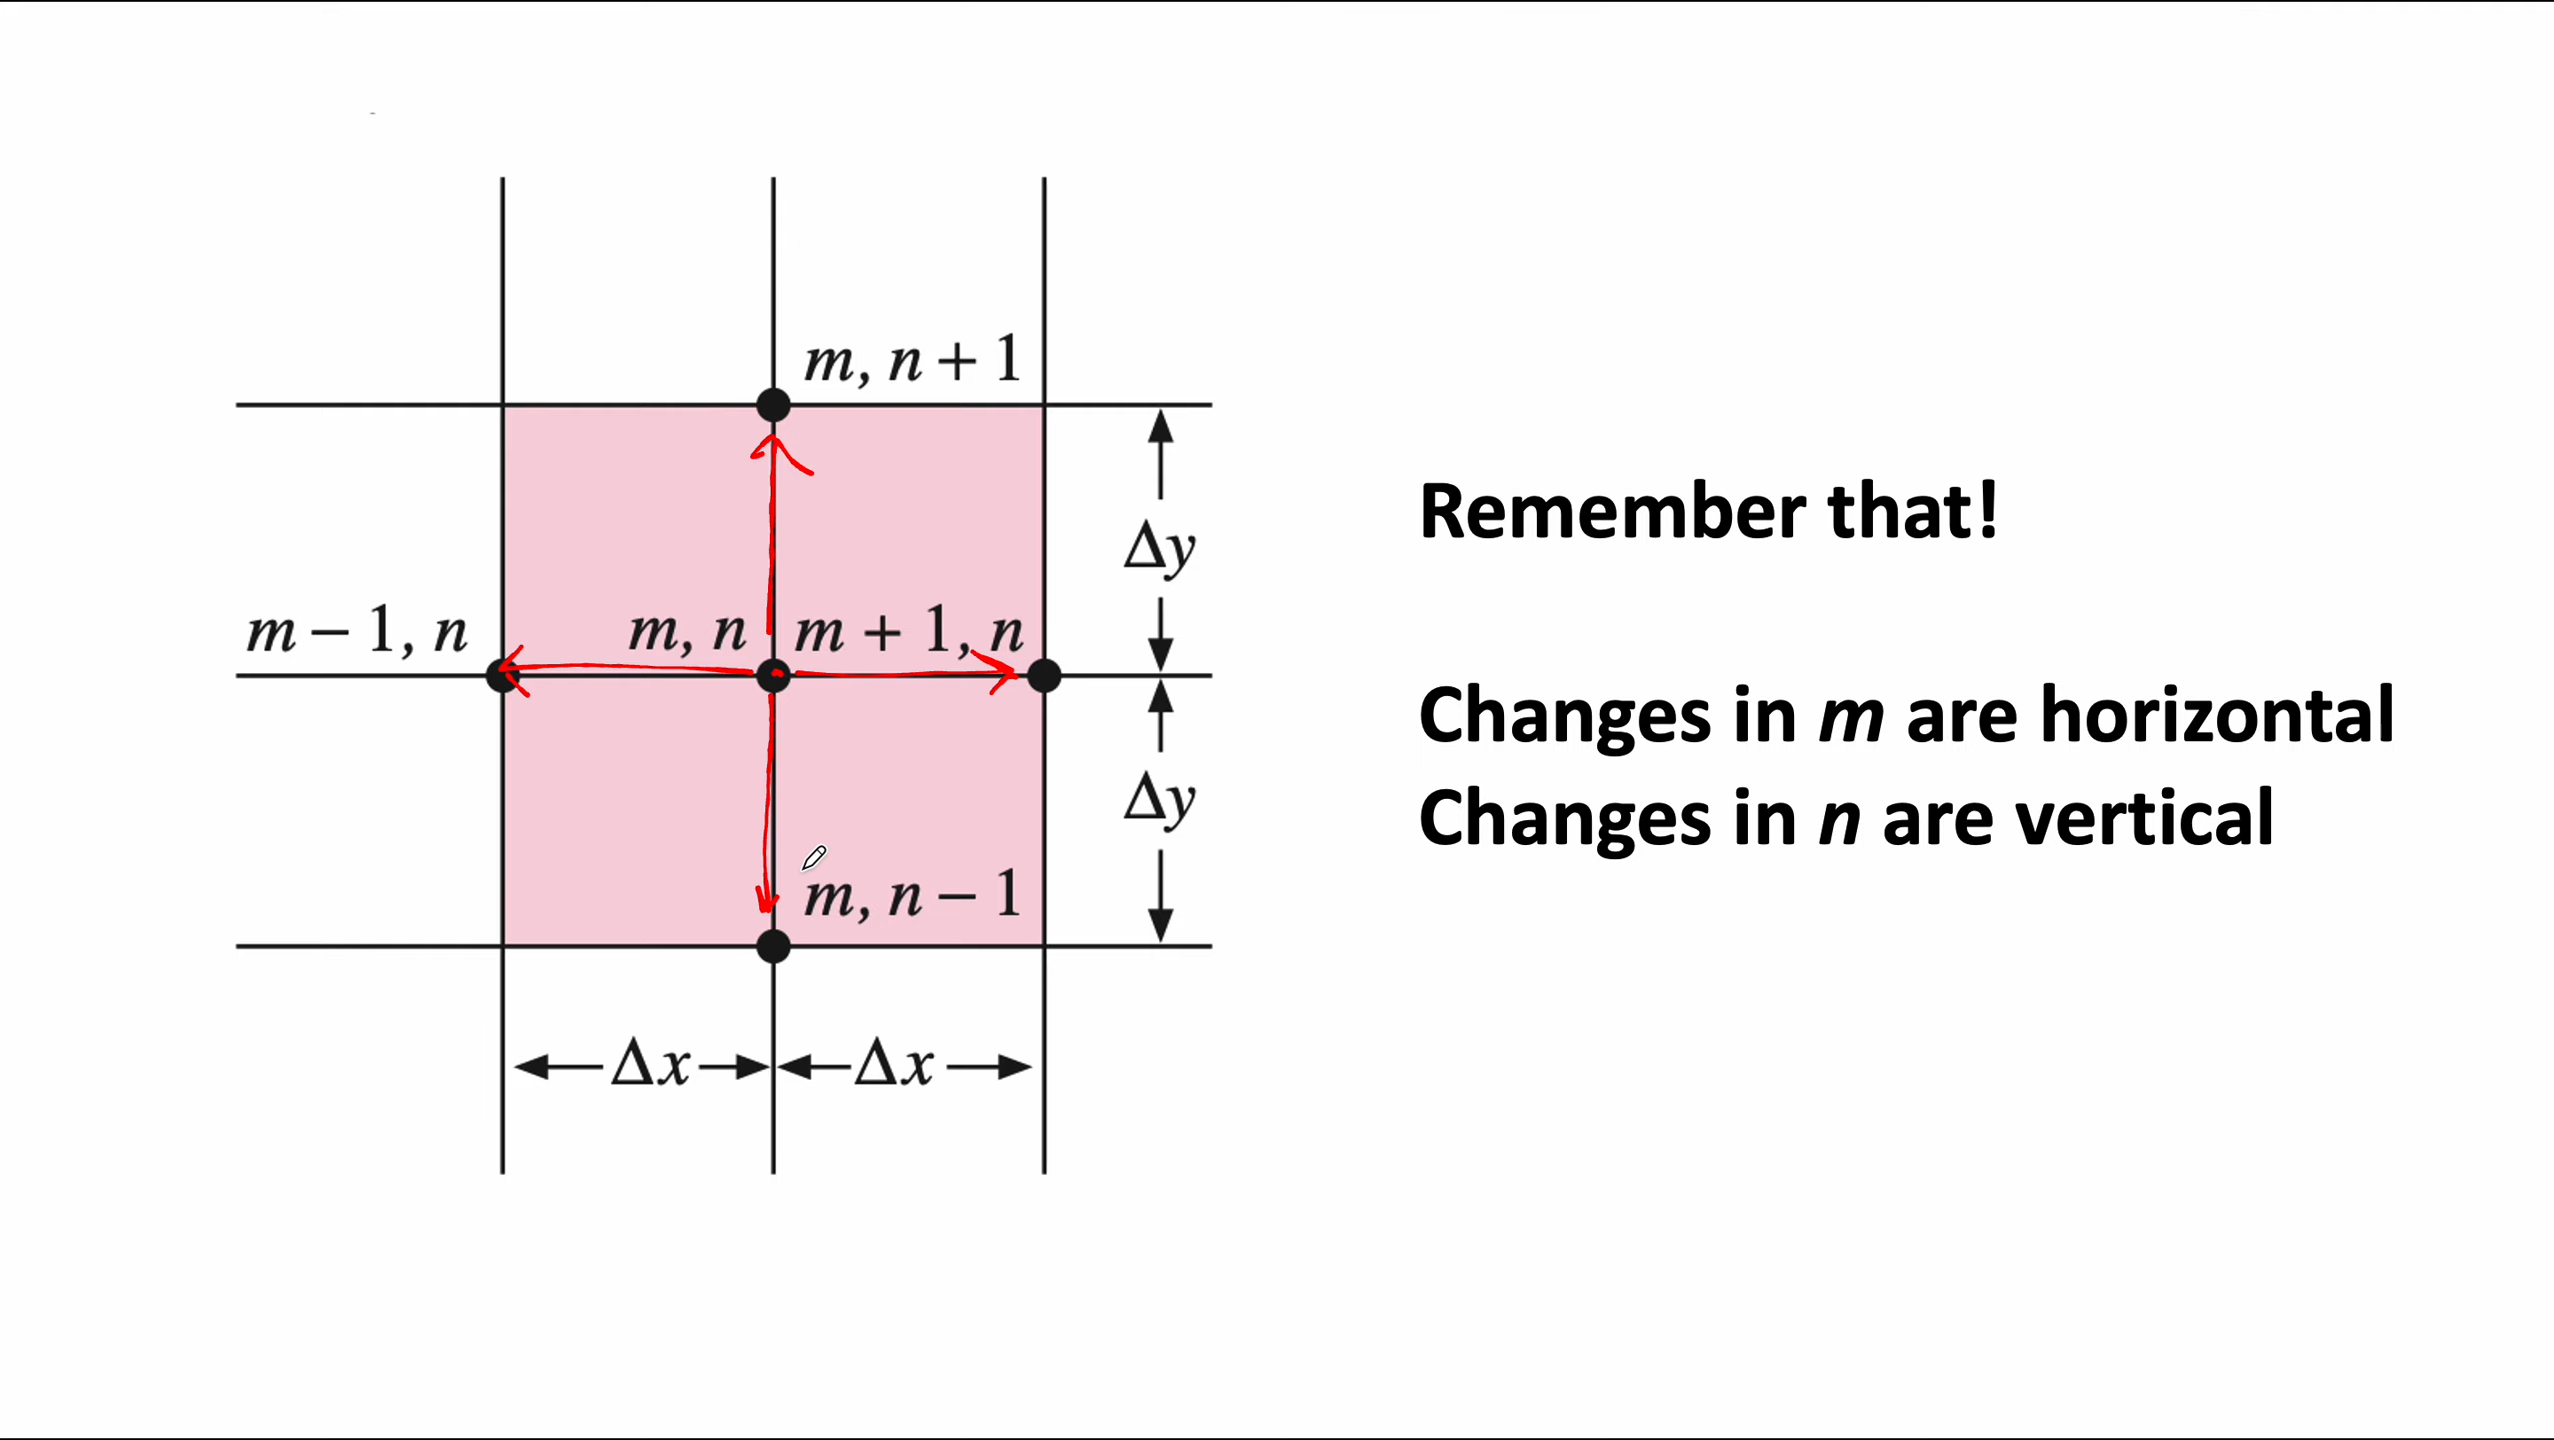 m, n + 1
Δy
m − 1, n
m, n
m + 1, n
Δy
m, n − 1
Δx
Δx
Remember that!
Changes in m are horizontal
Changes in n are vertical